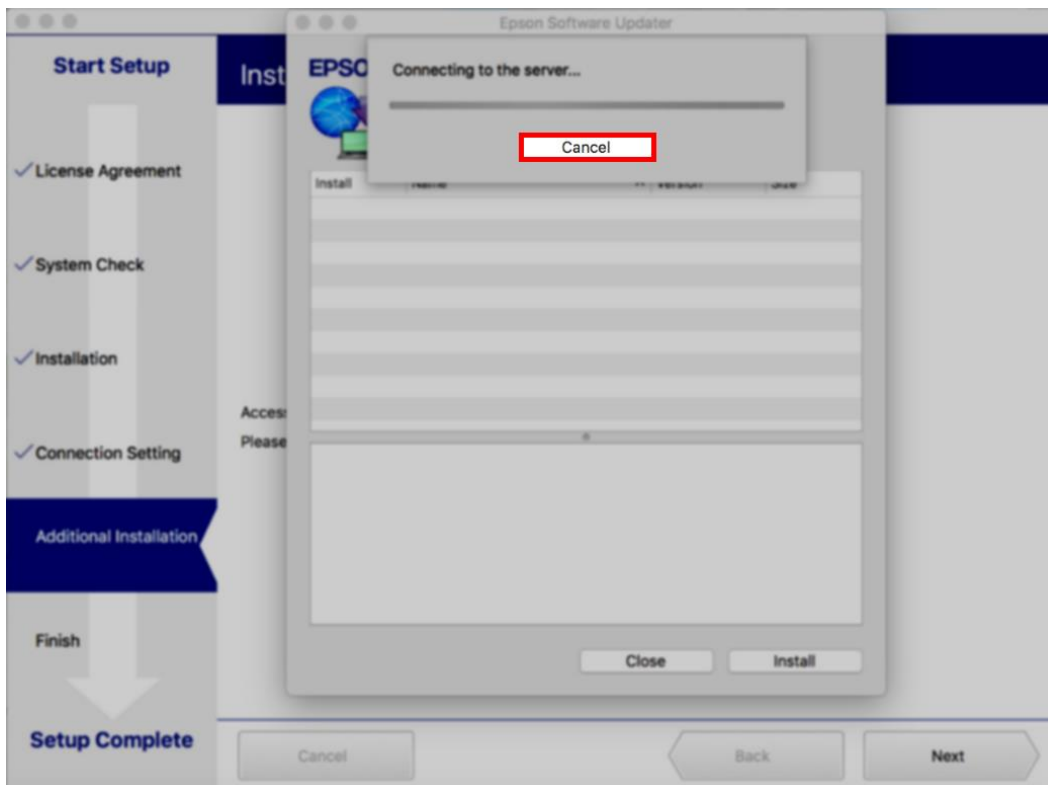 Epson Software Updater
Start Setup
Inst
EPSO
Connecting to the server...
Cancel
License Agreement
Install
Name
Version
Size
System Check
Installation
Acces
Please
Connection Setting
Additional Installation
Finish
Close
Install
Setup Complete
Cancel
Back
Next